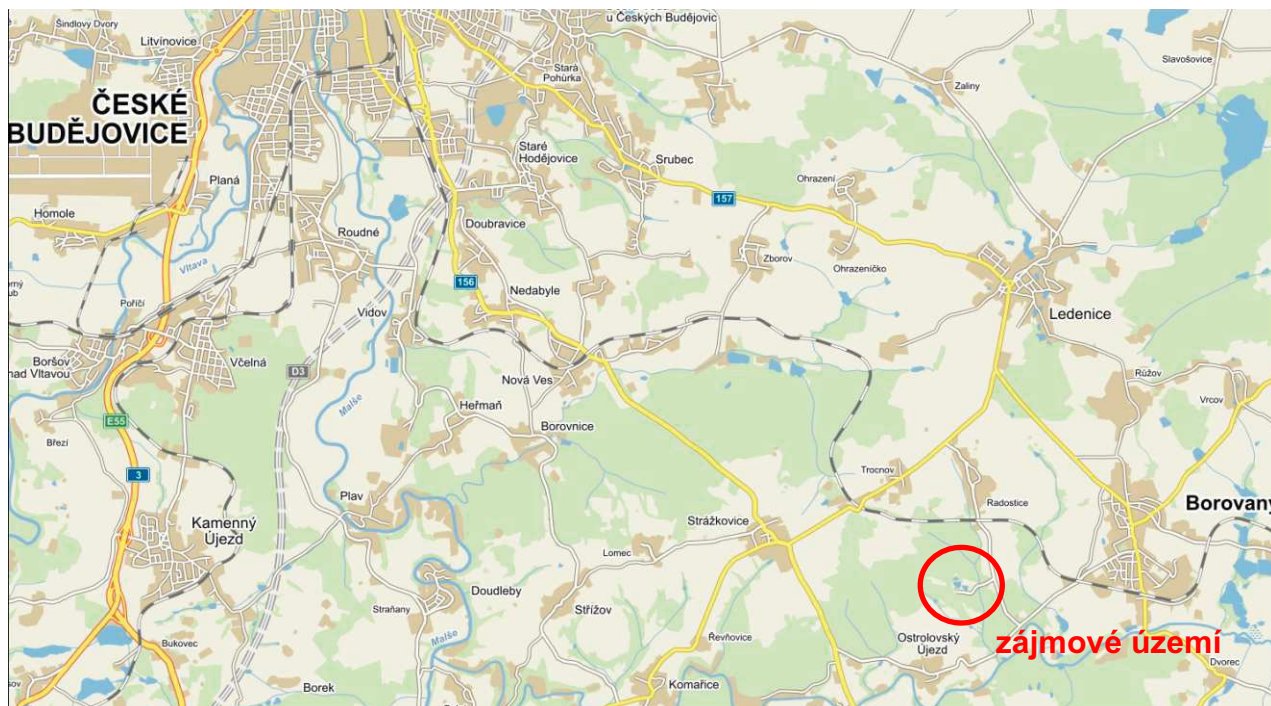 u Českých Budějovic
Šindlovy Dvory
Litvínovice
Stará
Pohůrka
Slavošovice
Zaliny
ČESKÉ
BUDĚJOVICE
Staré
Hodějovice
Srubec
Planá
Ohrazení
157
Homole
Doubravice
Roudné
Zborov
Ohrazeníčko
Vltava
156
Nedabyle
Poříčí
Vidov
Ledenice
Včelná
Boršov
nad Vltavou
D3
Nová Ves
Růžov
Malše
Heřmaň
Vrcov
E55
Borovnice
Březí
Trocnov
3
Plav
Radostice
Borovany
Kamenný
Újezd
Strážkovice
Lomec
Doudleby
Straňany
Střížov
Malše
Řevňovice
Ostrolovský
Újezd
zájmové území
Bukovec
Dvorec
Borek
Komařice